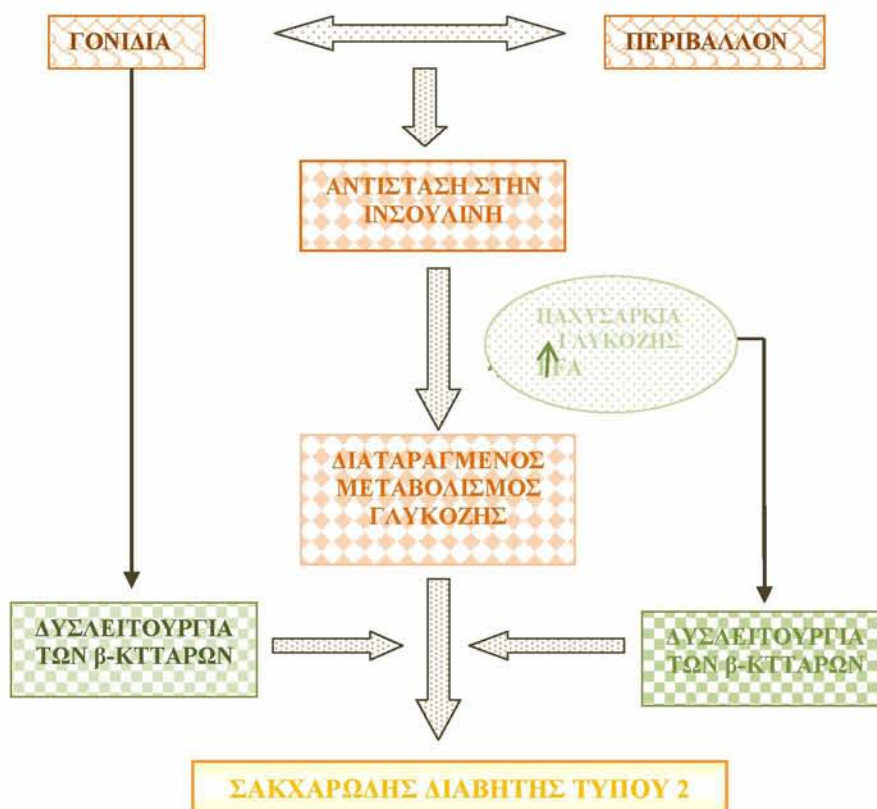 ΓΟΝΙΔΙΑ
ΠΕΡΙΒΑΛΛΟΝ
ΑΝΤΙΣΤΑΣΗ ΣΤΗΝ
ΙΝΣΟΥΛΙΝΗ
ΠΑΧΥΣΑΡΚΙΑ
ΓΛΥΚΟΖΗΣ
ΔΙΑΤΑΡΑΓΜΕΝΟΣ
ΜΕΤΑΒΟΛΙΣΜΟΣ
ΓΛΥΚΟΖΗΣ
ΔΥΣΛΕΙΤΟΥΡΓΙΑ
ΤΩΝ β-ΚΤΤΑΡΩΝ
ΔΥΣΛΕΙΤΟΥΡΓΙΑ
ΤΩΝ β-ΚΤΤΑΡΩΝ
ΣΑΚΧΑΡΩΔΗΣ ΔΙΑΒΗΤΗΣ ΤΥΠΟΥ 2